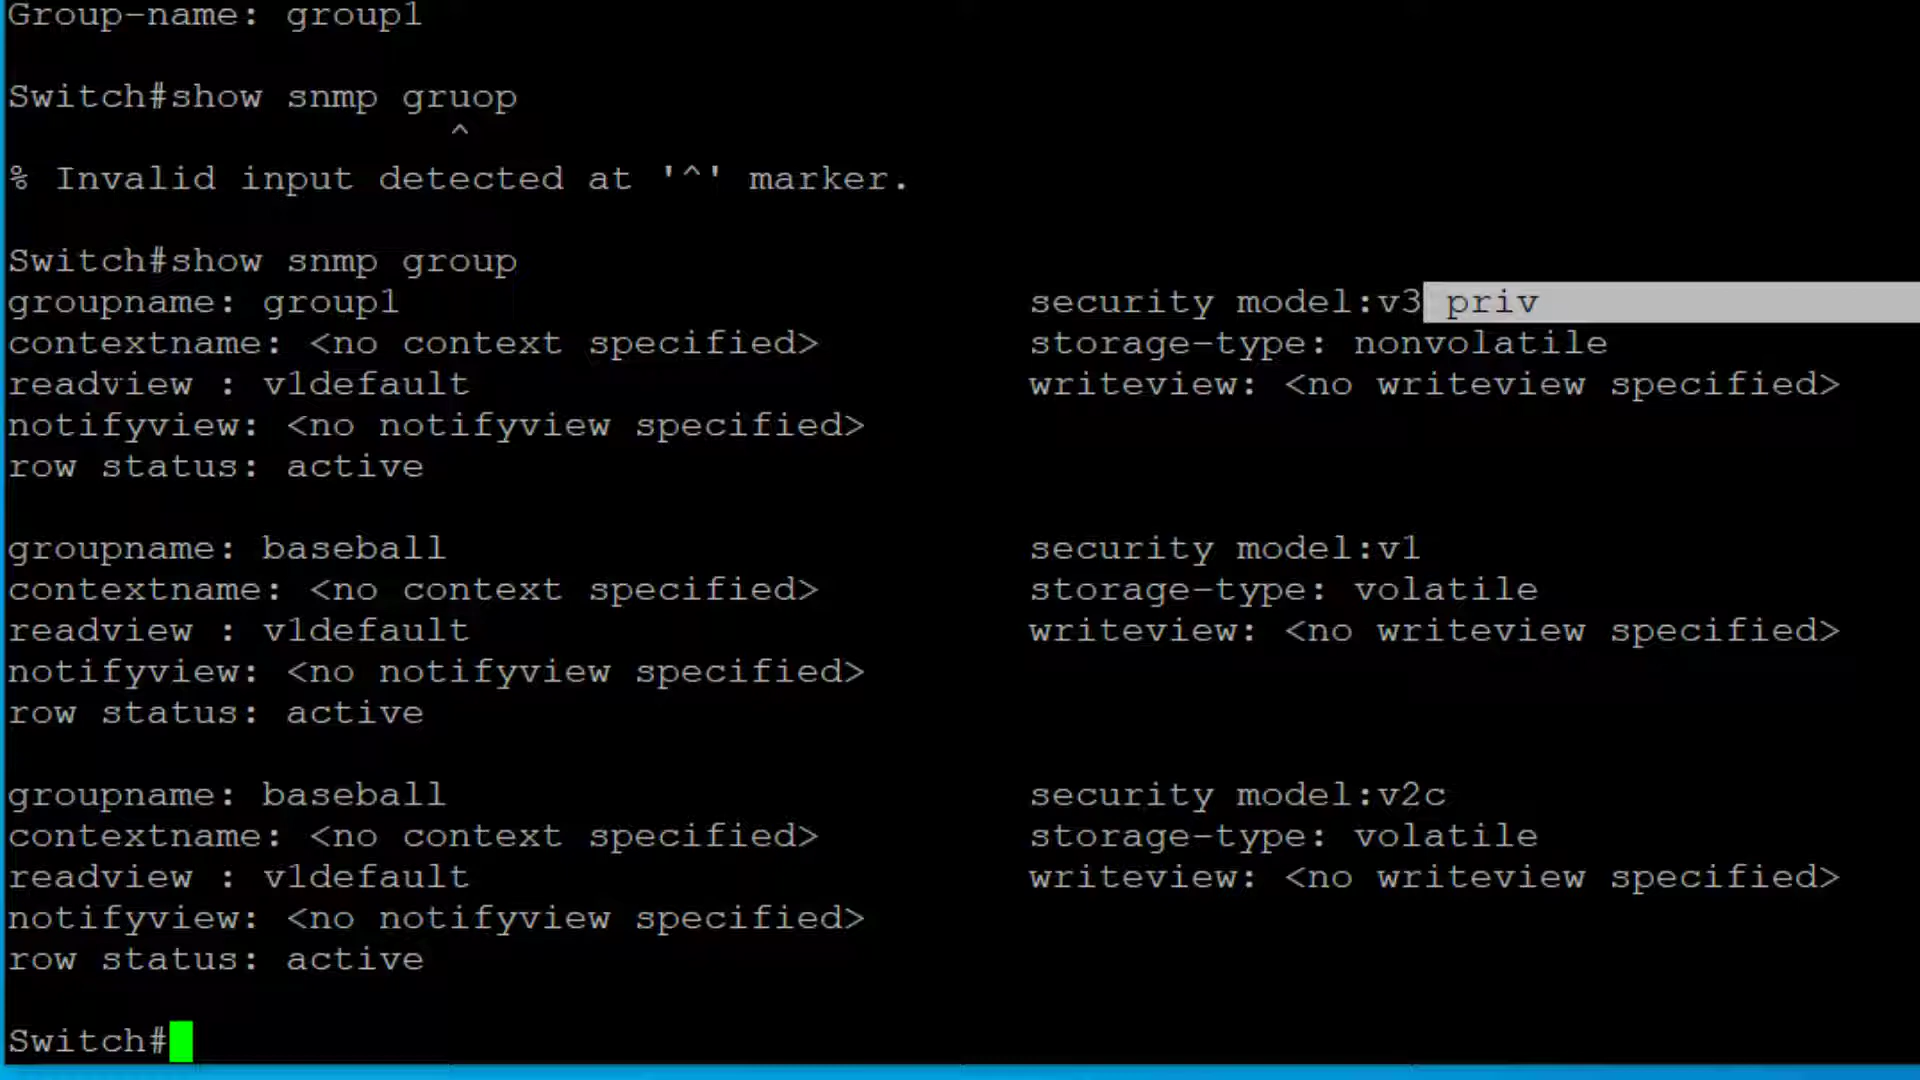 Group-name: group1
Switch#show snmp gruop
^
% Invalid input detected at '^' marker.
Switch#show snmp group
groupname: group1 security model:v3 priv
contextname: <no context specified> storage-type: nonvolatile
readview : v1default writeview: <no writeview specified>
notifyview: <no notifyview specified>
row status: active
groupname: baseball security model:v1
contextname: <no context specified> storage-type: volatile
readview : v1default writeview: <no writeview specified>
notifyview: <no notifyview specified>
row status: active
groupname: baseball security model:v2c
contextname: <no context specified> storage-type: volatile
readview : v1default writeview: <no writeview specified>
notifyview: <no notifyview specified>
row status: active
Switch#